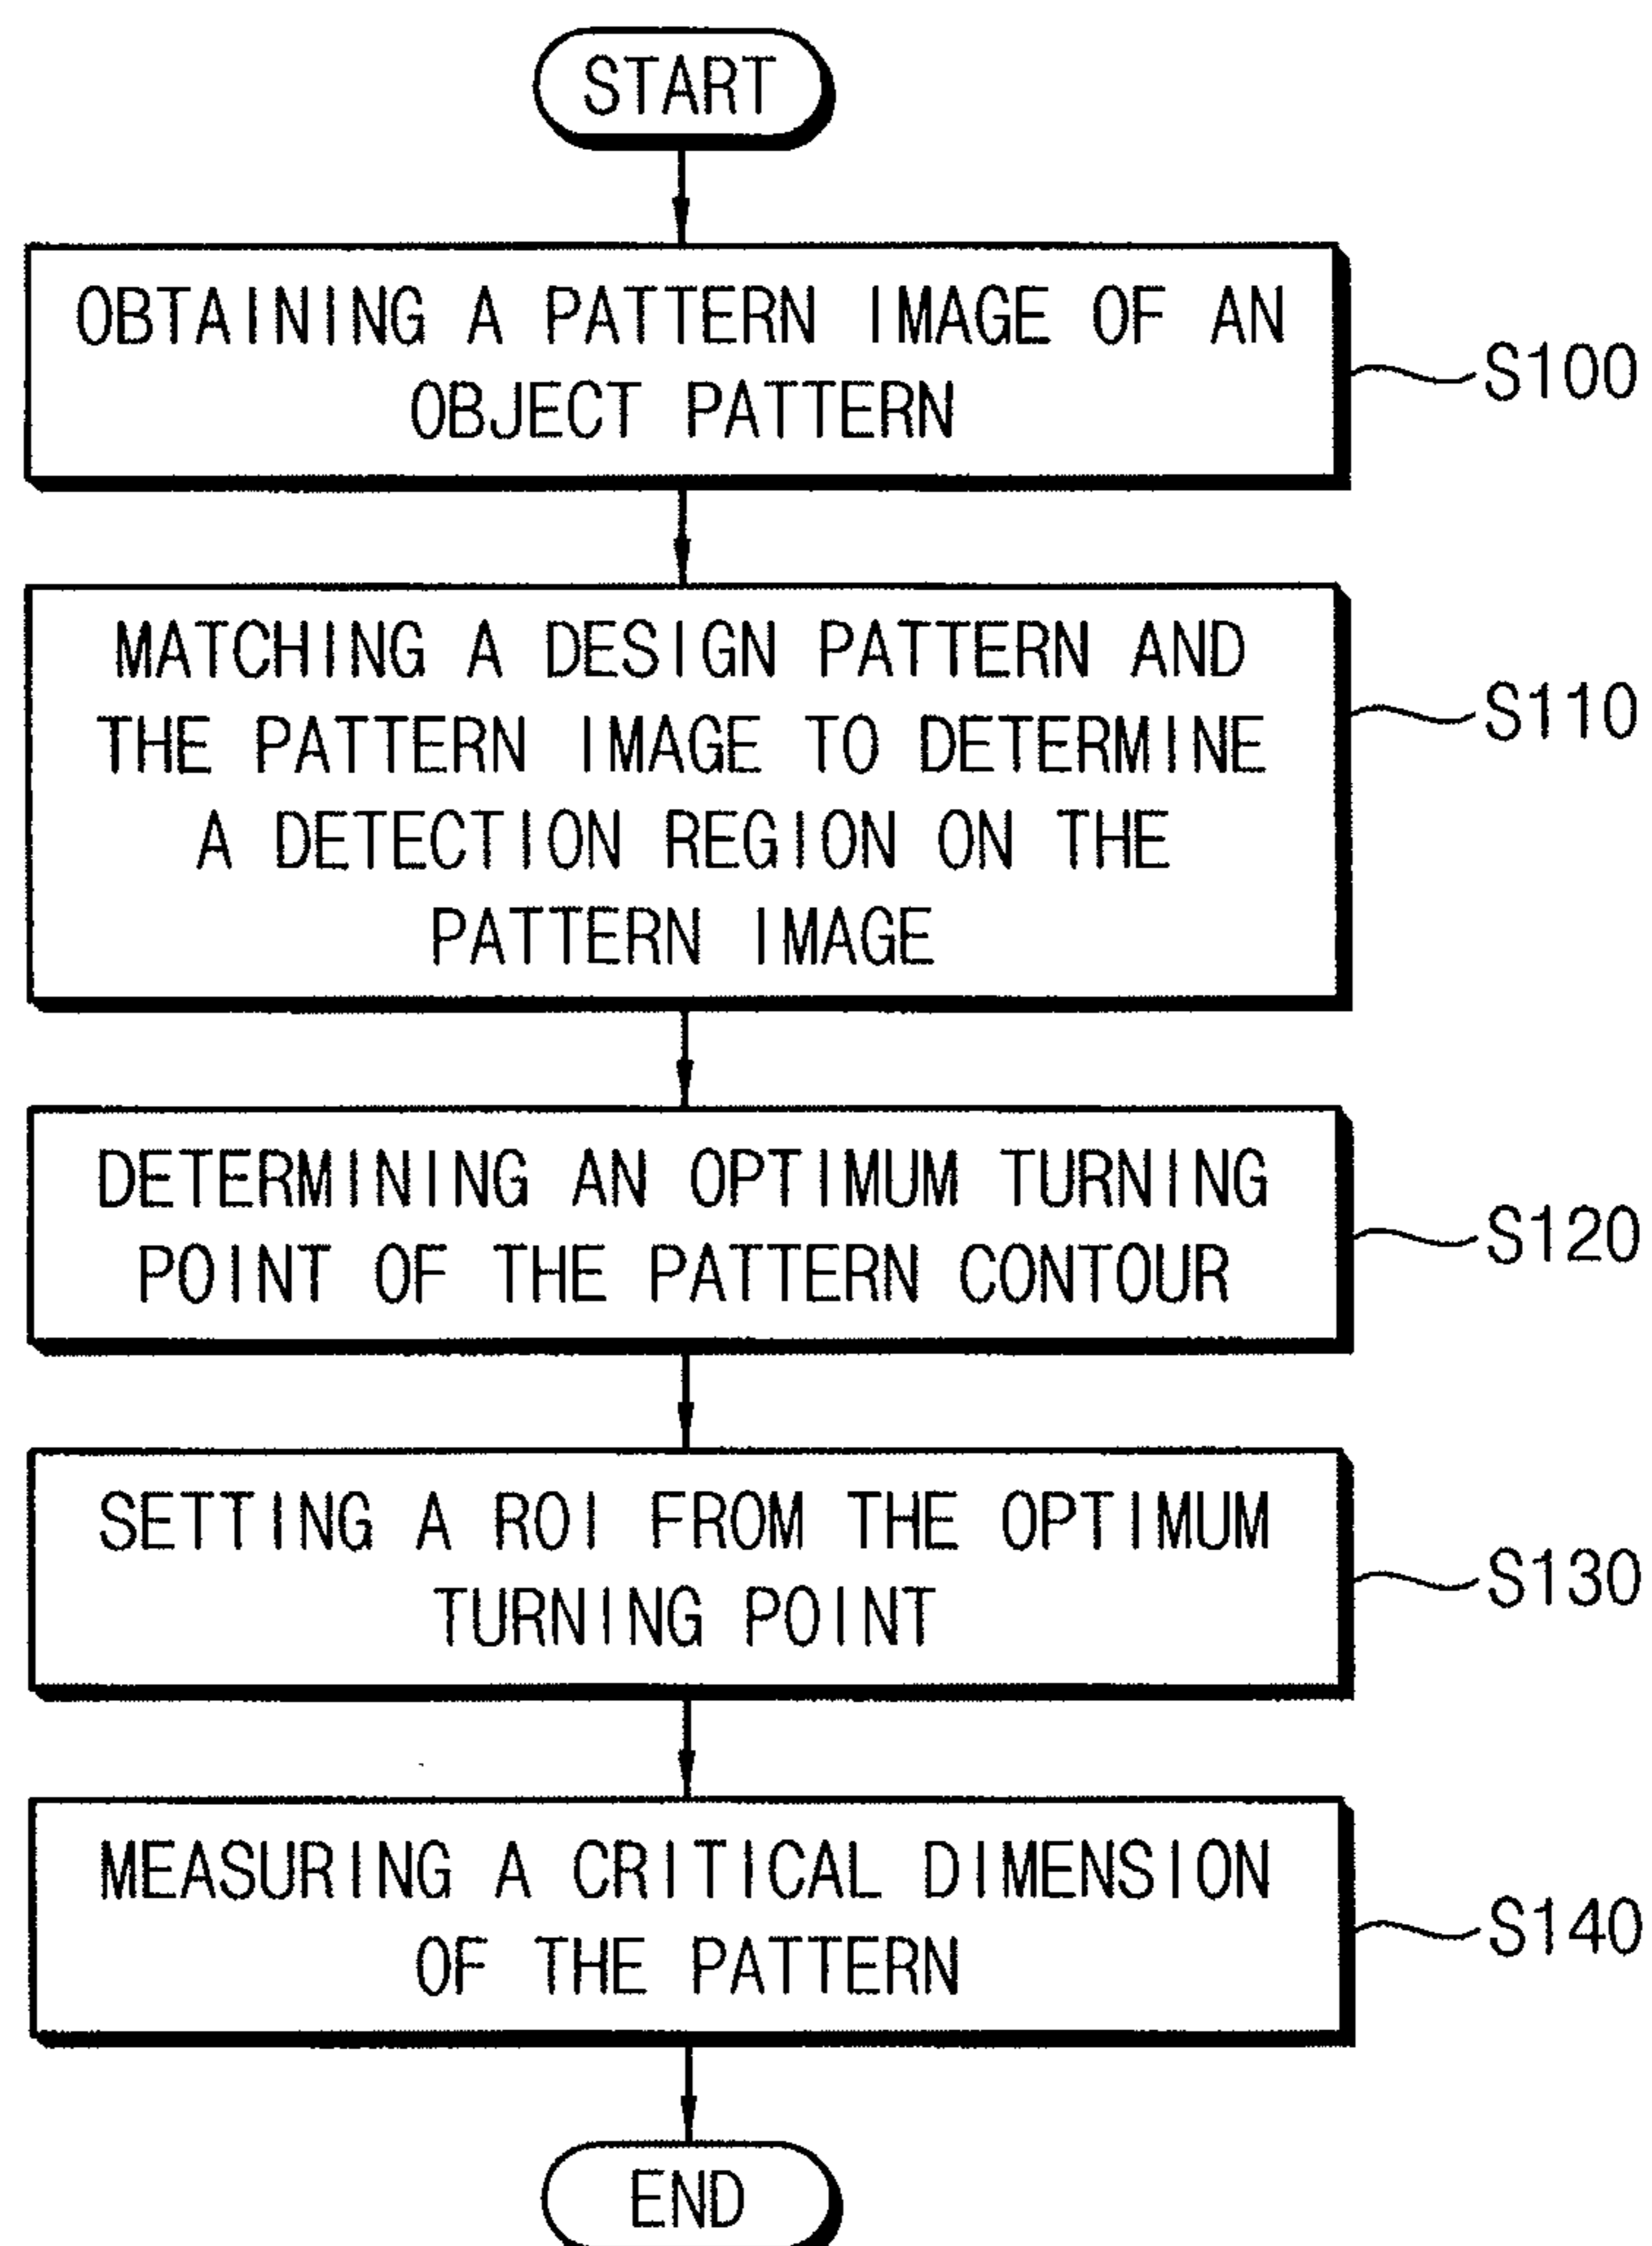 START
OBTAINING A PATTERN IMAGE OF AN
OBJECT PATTERN
S100
MATCHING A DESIGN PATTERN AND
THE PATTERN IMAGE TO DETERMINE
A DETECTION REGION ON THE
PATTERN IMAGE
S110
DETERMINING AN OPTIMUM TURNING
POINT OF THE PATTERN CONTOUR
S120
SETTING A ROI FROM THE OPTIMUM
TURNING POINT
S130
MEASURING A CRITICAL DIMENSION
OF THE PATTERN
S140
END